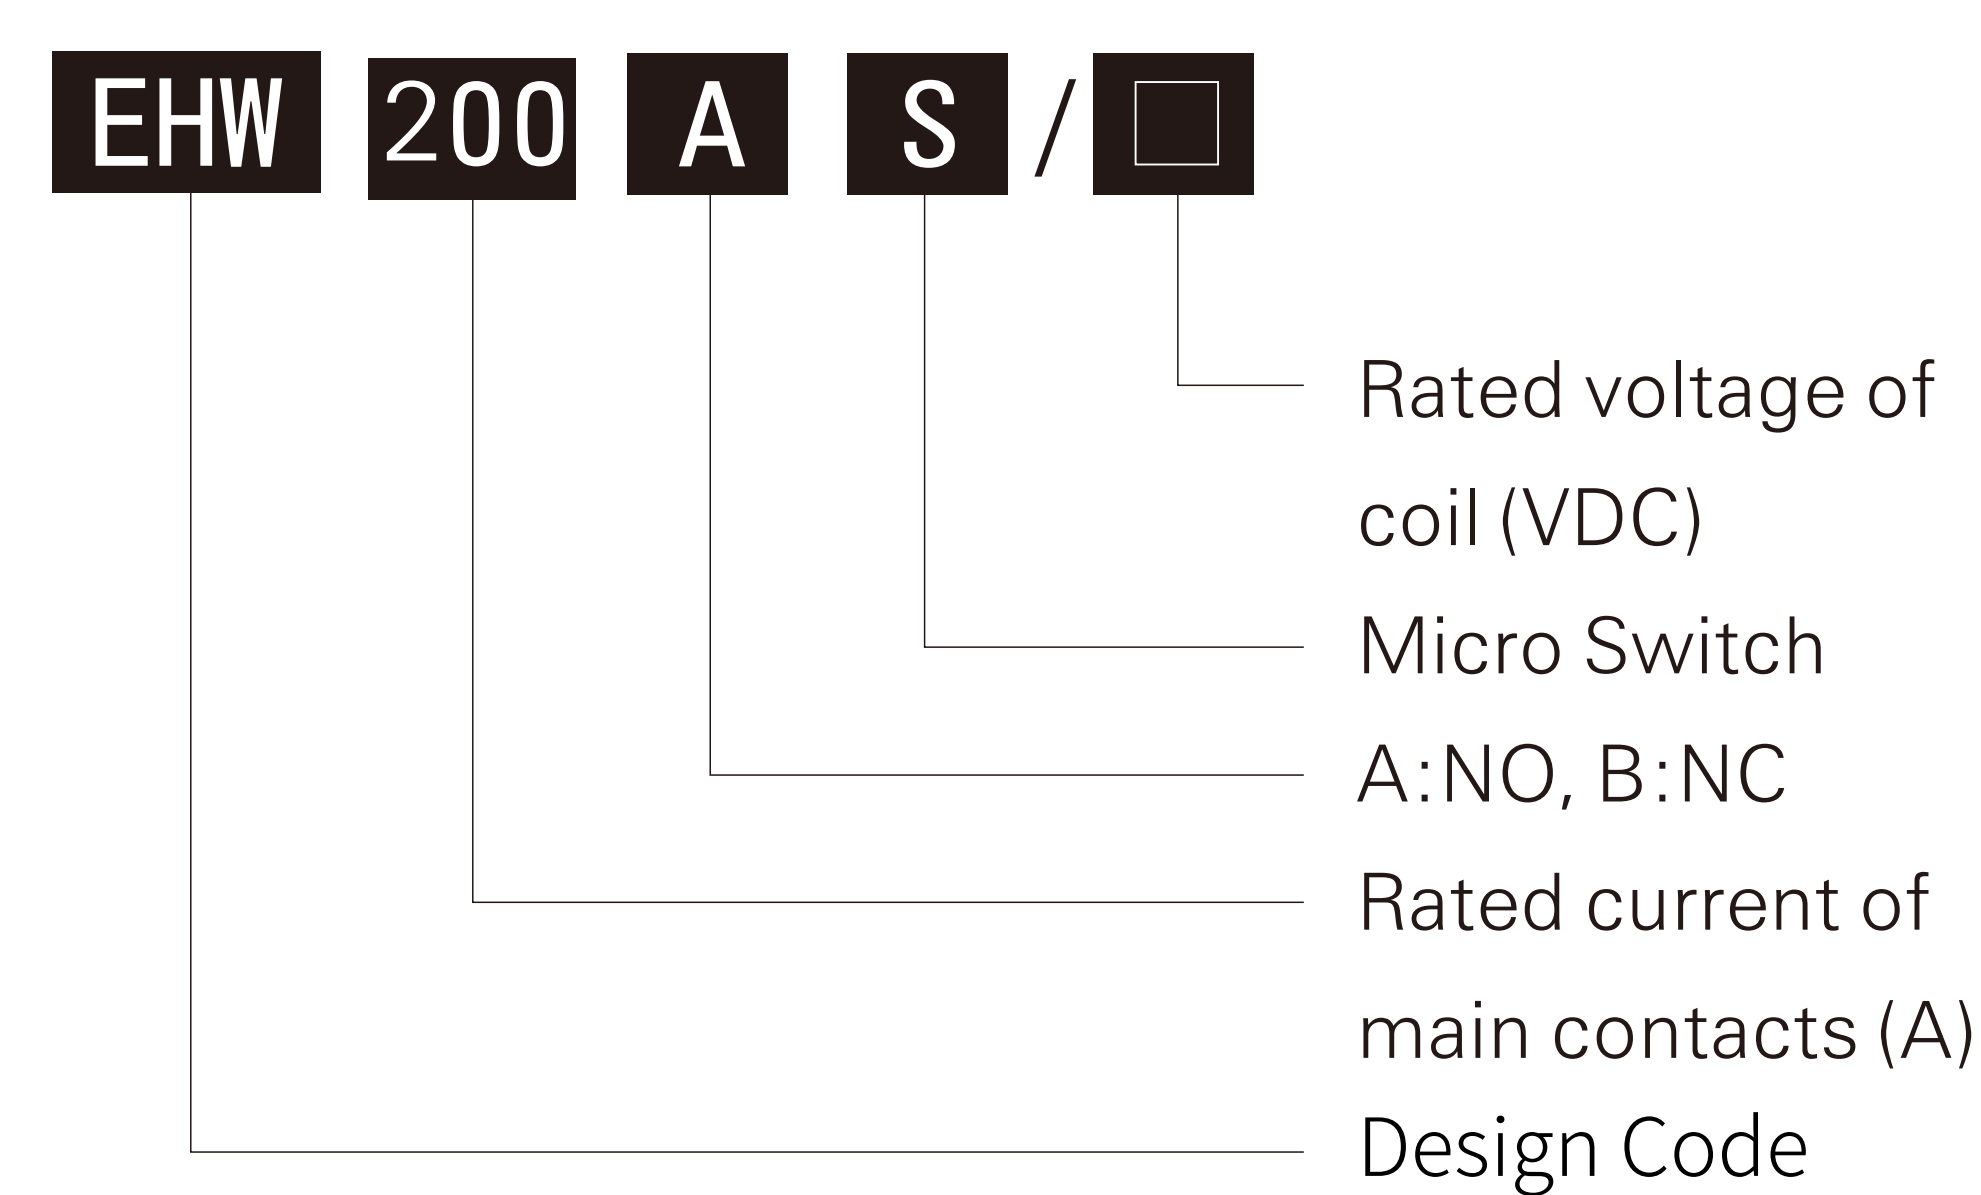 EHW 200 A S / □
Rated voltage of
coil (VDC)
Micro Switch
A:NO, B:NC
Rated current of
main contacts (A)
Design Code